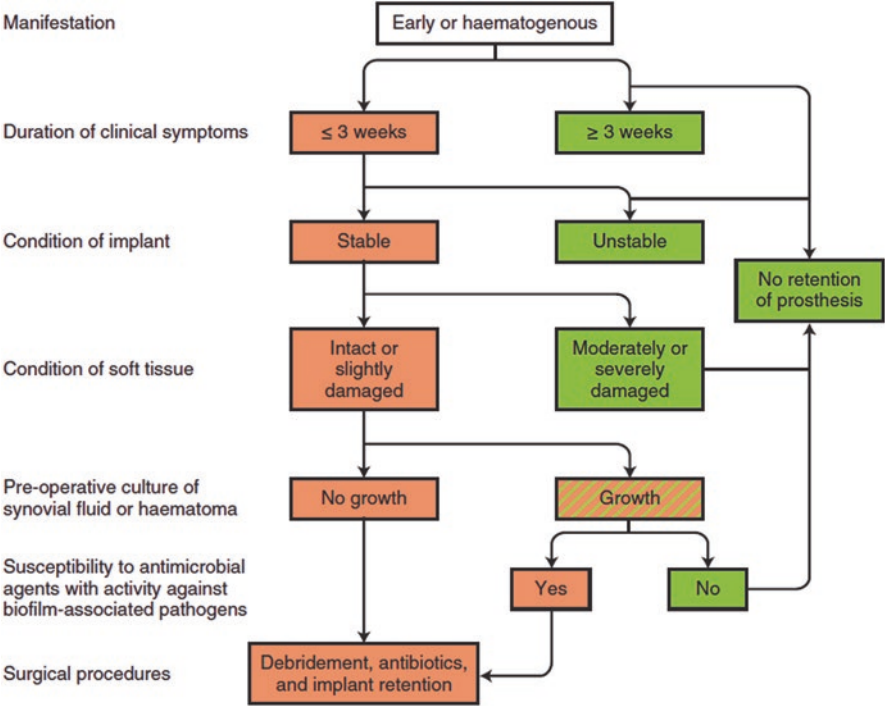 Manifestation
Early or haematogenous
Duration of clinical symptoms
≤ 3 weeks
≥ 3 weeks
Condition of implant
Stable
Unstable
No retention
of prosthesis
Condition of soft tissue
Intact or
slightly
damaged
Moderately or
severely
damaged
Pre-operative culture of
synovial fluid or haematoma
No growth
Growth
Susceptibility to antimicrobial
agents with activity against
biofilm-associated pathogens
Yes
No
Surgical procedures
Debridement, antibiotics,
and implant retention